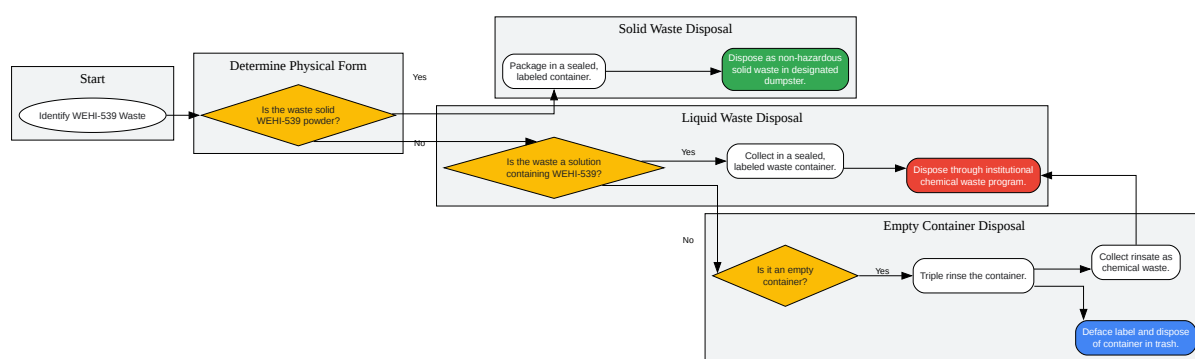 Start
Identify WEHI-539 Waste
Determine Physical Form
Is the waste solid
WEHI-539 powder?
Yes
No
Solid Waste Disposal
Package in a sealed,
labeled container.
Dispose as non-hazardous
solid waste in designated
dumpster.
Liquid Waste Disposal
Is the waste a solution
containing WEHI-539?
Yes
Collect in a sealed,
labeled waste container.
Dispose through institutional
chemical waste program.
No
Empty Container Disposal
Is it an empty
container?
Yes
Triple rinse the container.
Collect rinsate as
chemical waste.
Deface label and dispose
of container in trash.